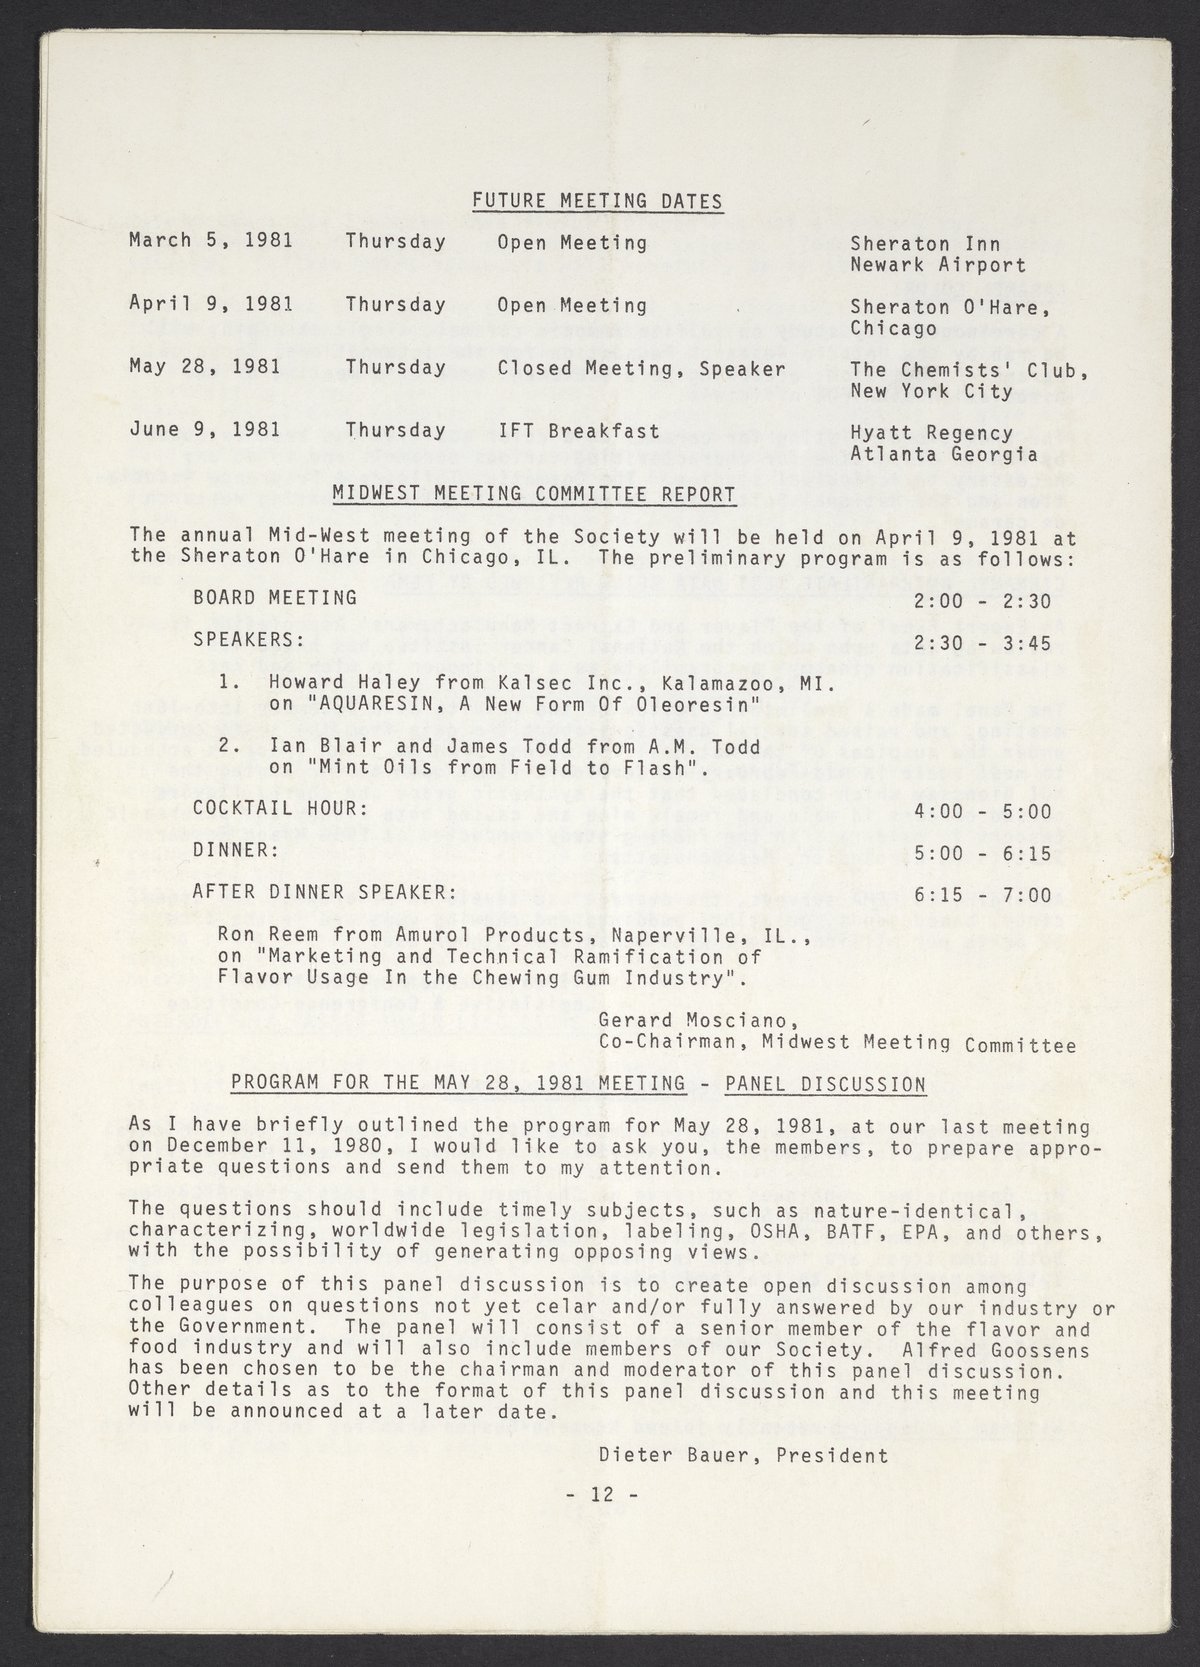 FUTURE MEETING DATES
March 5, 1981 Thursday Open Meeting Sheraton Inn
Newark Airport
April 9, 1981 Thursday Open Meeting Sheraton O'Hare,
Chicago
May 28, 1981 Thursday Closed Meeting, Speaker The Chemists' Club,
New York City
June 9, 1981 Thursday IFT Breakfast Hyatt Regency
Atlanta Georgia
MIDWEST MEETING COMMITTEE REPORT
The annual Mid-West meeting of the Society will be held on April 9, 1981 at
the Sheraton O'Hare in Chicago, IL. The preliminary program is as follows:
BOARD MEETING 2:00 - 2:30
SPEAKERS: 2:30 - 3:45
1. Howard Haley from Kalsec Inc., Kalamazoo, MI.
on "AQUARESIN, A New Form Of Oleoresin"
2. Ian Blair and James Todd from A.M. Todd
on "Mint Oils from Field to Flash".
COCKTAIL HOUR: 4:00 - 5:00
DINNER: 5:00 - 6:15
AFTER DINNER SPEAKER: 6:15 - 7:00
Ron Reem from Amurol Products, Naperville, IL.,
on "Marketing and Technical Ramification of
Flavor Usage In the Chewing Gum Industry".
Gerard Mosciano,
Co-Chairman, Midwest Meeting Committee
PROGRAM FOR THE MAY 28, 1981 MEETING - PANEL DISCUSSION
As I have briefly outlined the program for May 28, 1981, at our last meeting
on December 11, 1980, I would like to ask you, the members, to prepare appro-
priate questions and send them to my attention.
The questions should include timely subjects, such as nature-identical,
characterizing, worldwide legislation, labeling, OSHA, BATF, EPA, and others,
with the possibility of generating opposing views.
The purpose of this panel discussion is to create open discussion among
colleagues on questions not yet celar and/or fully answered by our industry or
the Government. The panel will consist of a senior member of the flavor and
food industry and will also include members of our Society. Alfred Goossens
has been chosen to be the chairman and moderator of this panel discussion.
Other details as to the format of this panel discussion and this meeting
will be announced at a later date.
Dieter Bauer, President
- 12 -